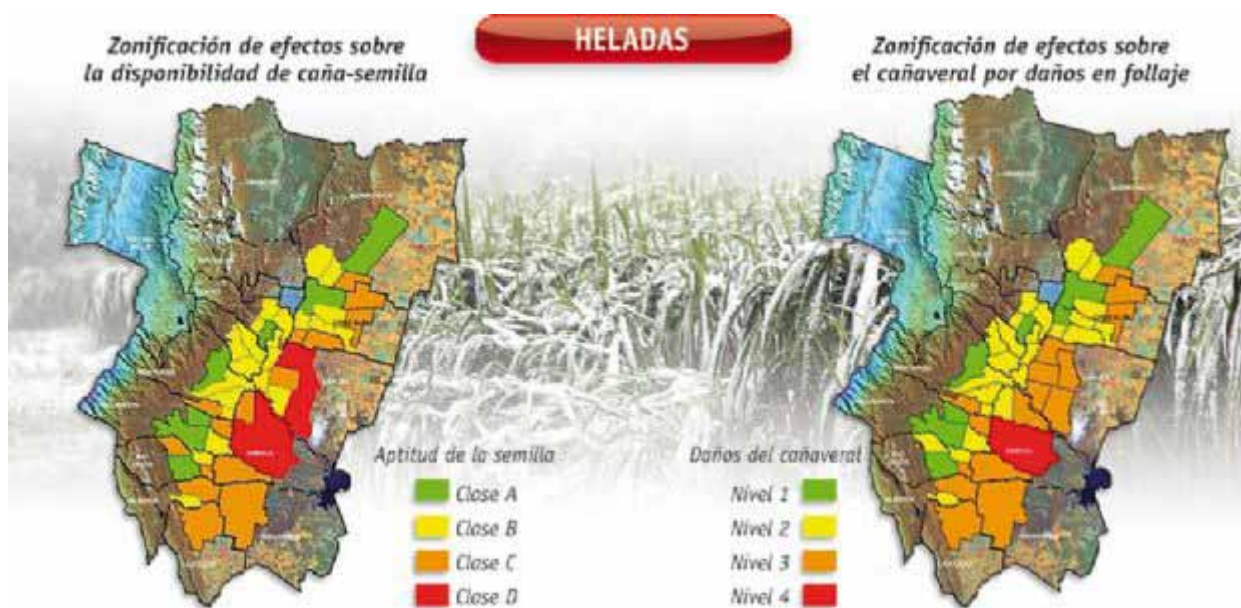 HELADAS
Zonificación de efectos sobre
la disponibilidad de caña-semilla
Zonificación de efectos sobre
el cañaveral por daños en follaje
Aptitud de la semilla
Clase A
Clase B
Clase C
Clase D
Daños del cañaveral
Nivel 1
Nivel 2
Nivel 3
Nivel 4